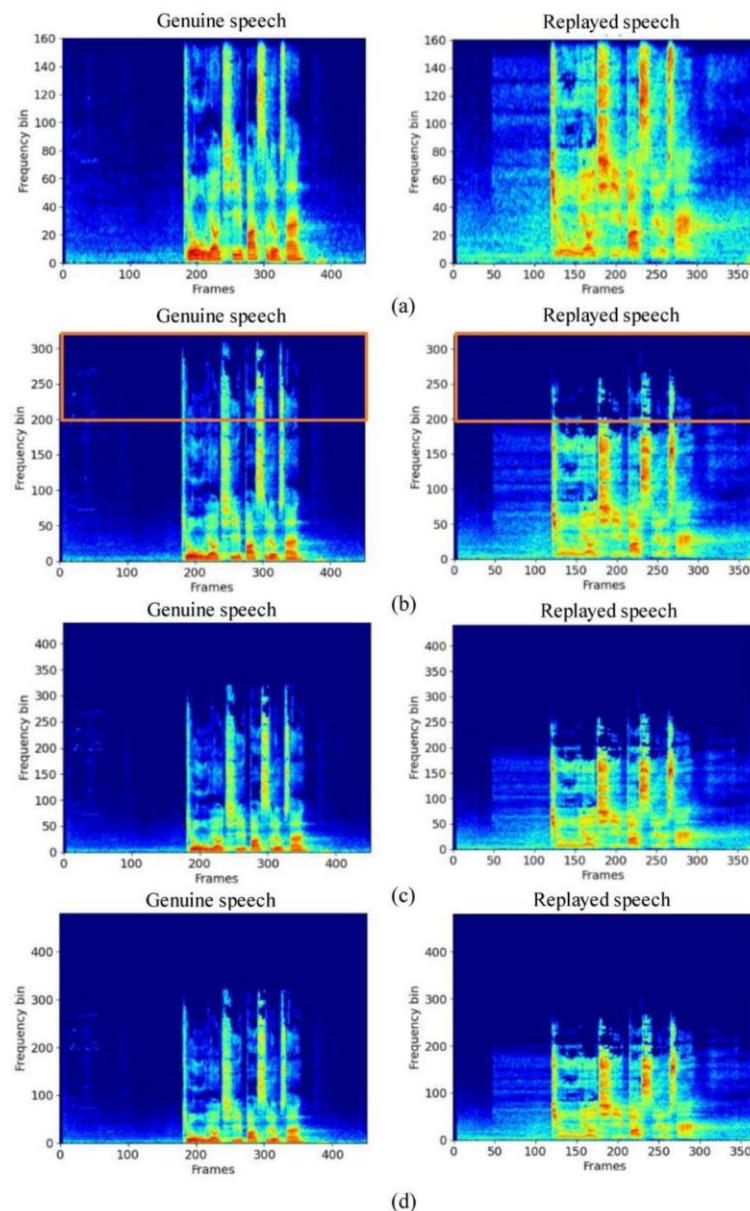 Genuine speech Replayed speech
160 160
140 140
120 120
100 100
80 80
60 60
40 40
20 20
0 0
Frequency bin Frequency bin
0 100 200 300 400 0 50 100 150 200 250 300 350
Frames Frames
(a)
Genuine speech Replayed speech
300 300
250 250
200 200
150 150
100 100
50 50
0 0
Frequency bin Frequency bin
0 100 200 300 400 0 50 100 150 200 250 300 350
Frames Frames
(b)
Genuine speech Replayed speech
400 400
350 350
300 300
250 250
200 200
150 150
100 100
50 50
0 0
Frequency bin Frequency bin
0 100 200 300 400 0 50 100 150 200 250 300 350
Frames Frames
(c)
Genuine speech Replayed speech
400 400
300 300
200 200
100 100
0 0
Frequency bin Frequency bin
0 100 200 300 400 0 50 100 150 200 250 300 350
Frames Frames
(d)